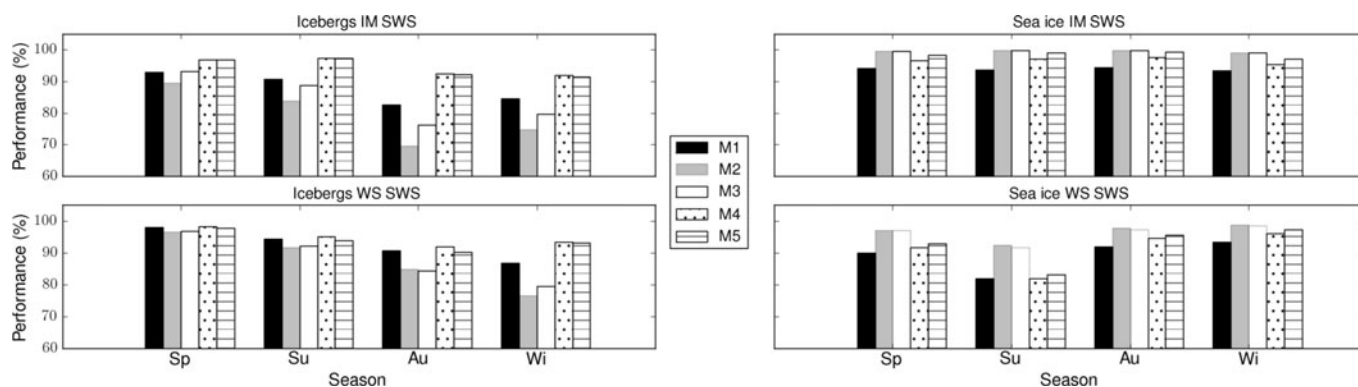 Icebergs IM SWS
Performance (%)
100
90
80
70
60
Icebergs WS SWS
Performance (%)
100
90
80
70
60
Sp Su Au Wi
Season
M1
M2
M3
M4
M5
Sea ice IM SWS
Sea ice WS SWS
Sp Su Au Wi
Season